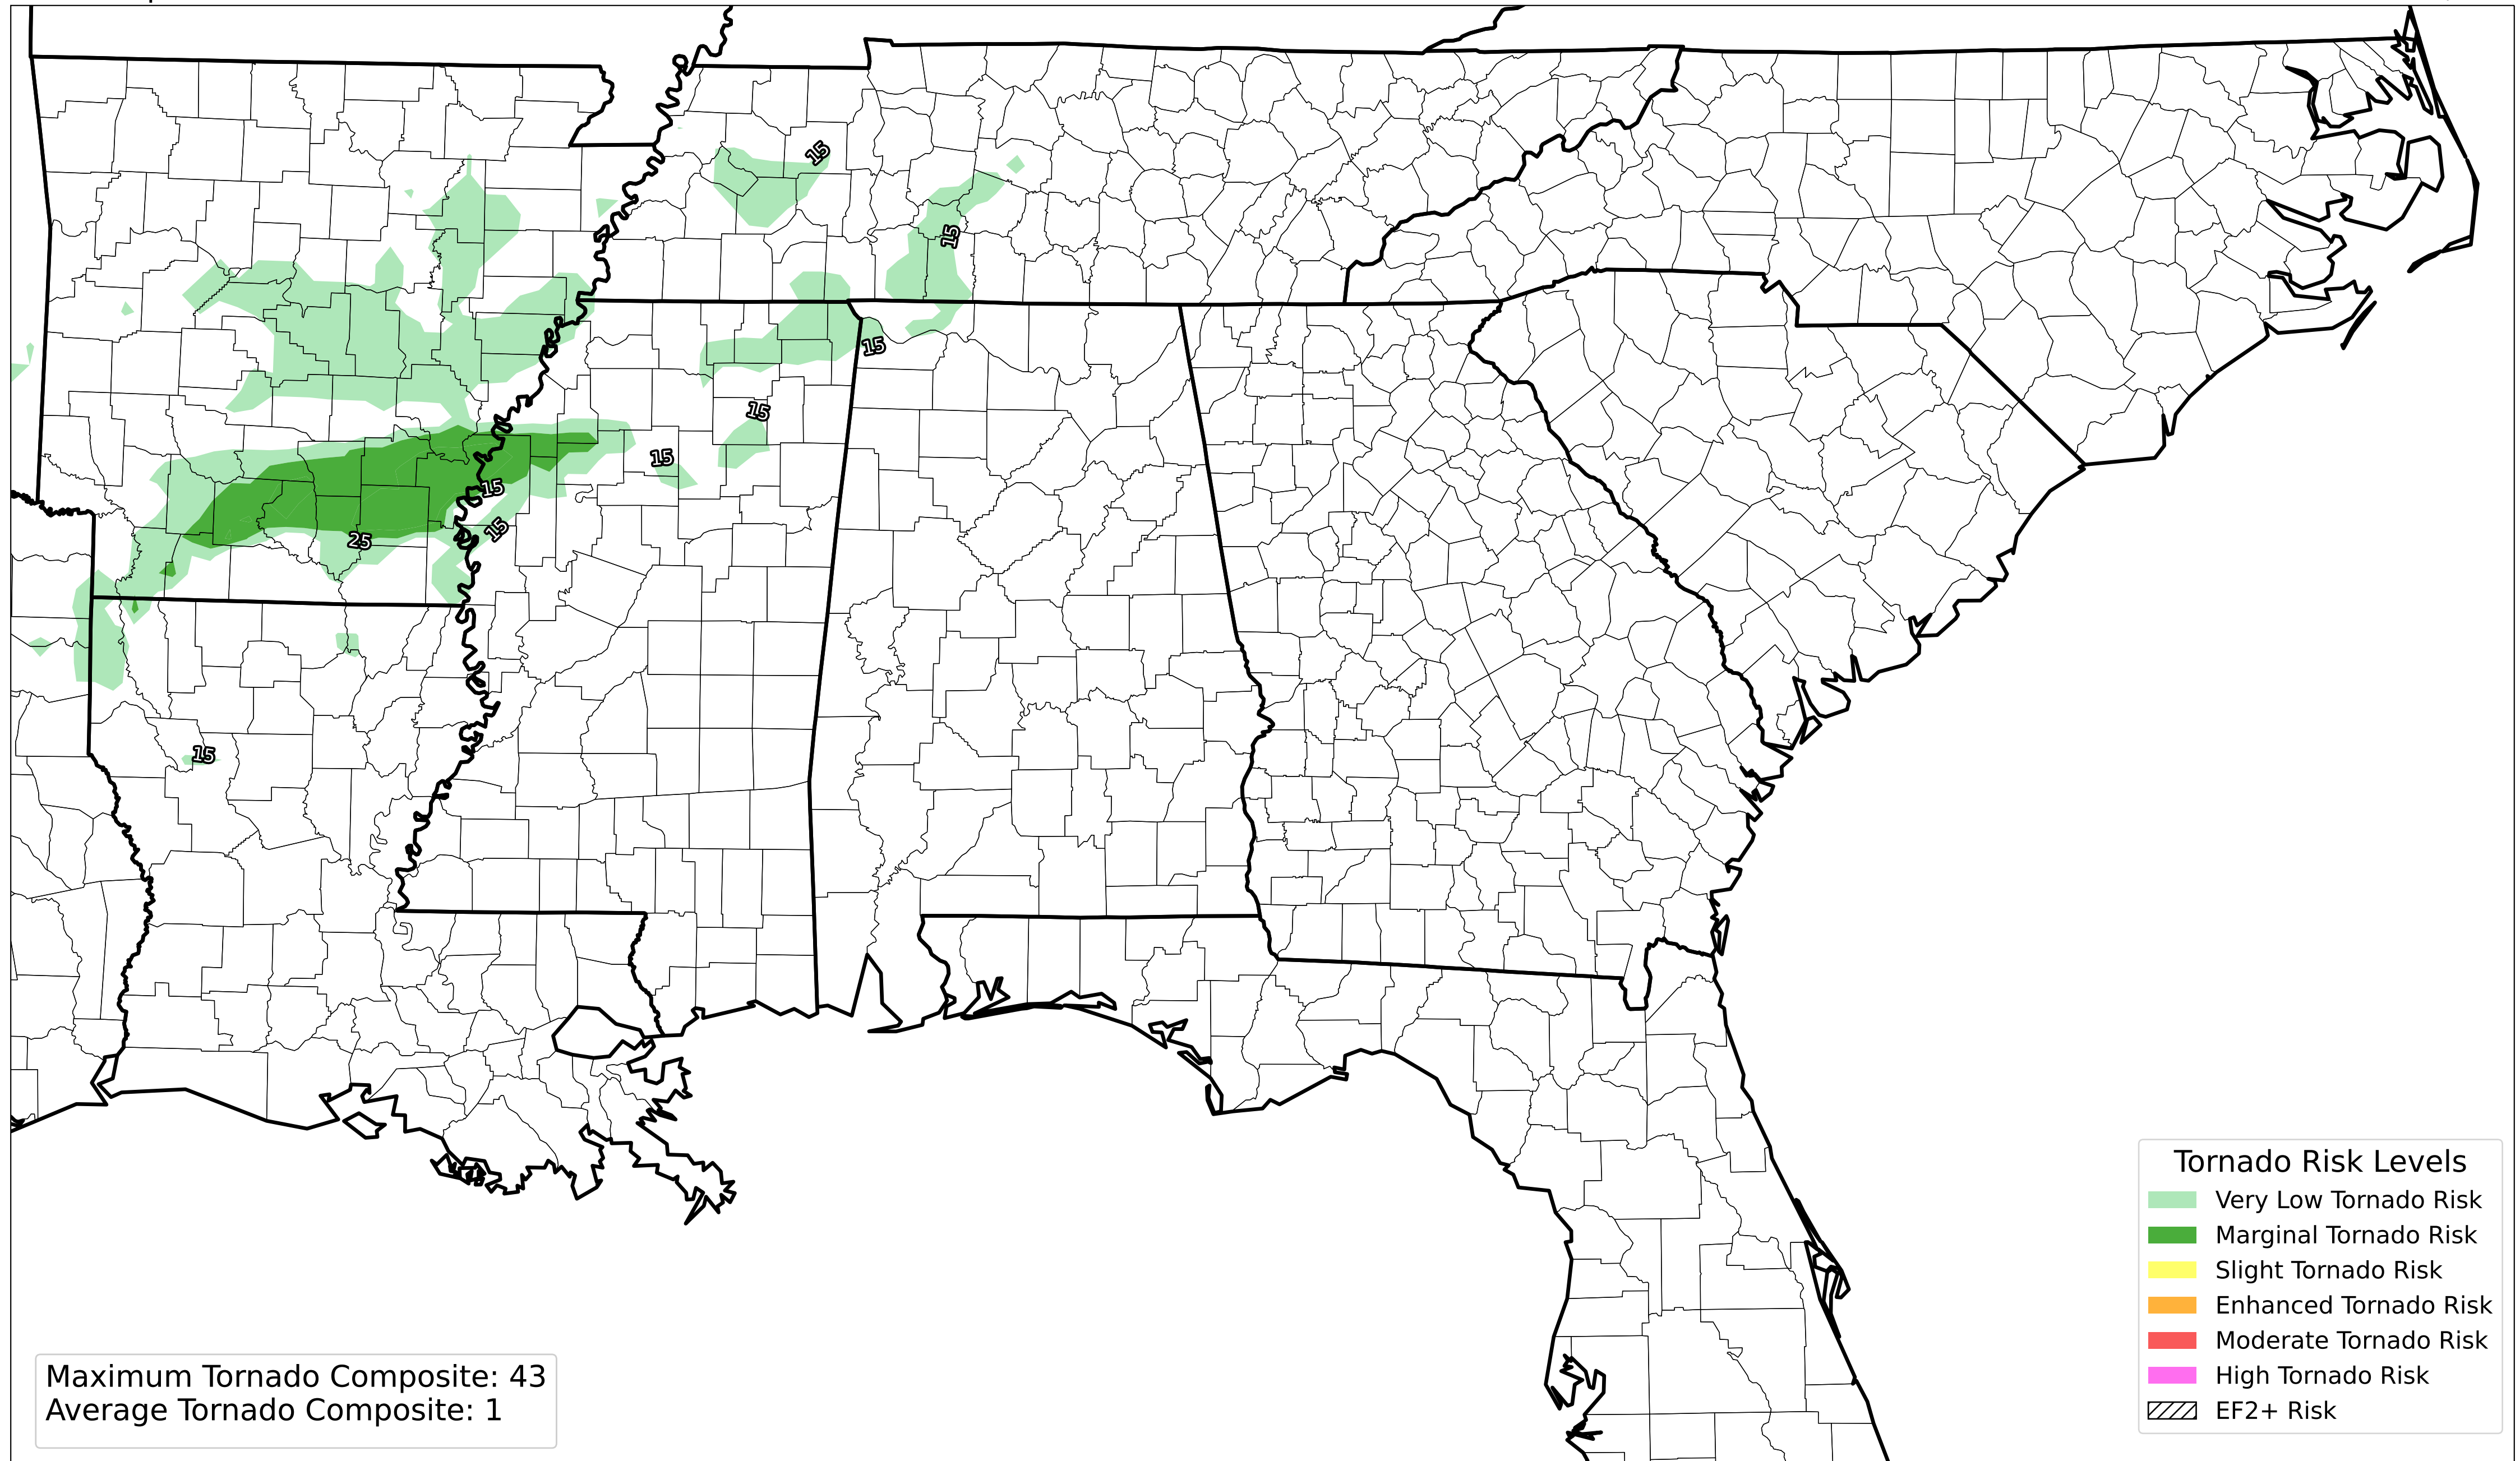 15
15
15
15
15
15
15
25
15
Tornado Risk Levels
Very Low Tornado Risk
Marginal Tornado Risk
Slight Tornado Risk
Enhanced Tornado Risk
Moderate Tornado Risk
High Tornado Risk
EF2+ Risk
Maximum Tornado Composite: 43
Average Tornado Composite: 1